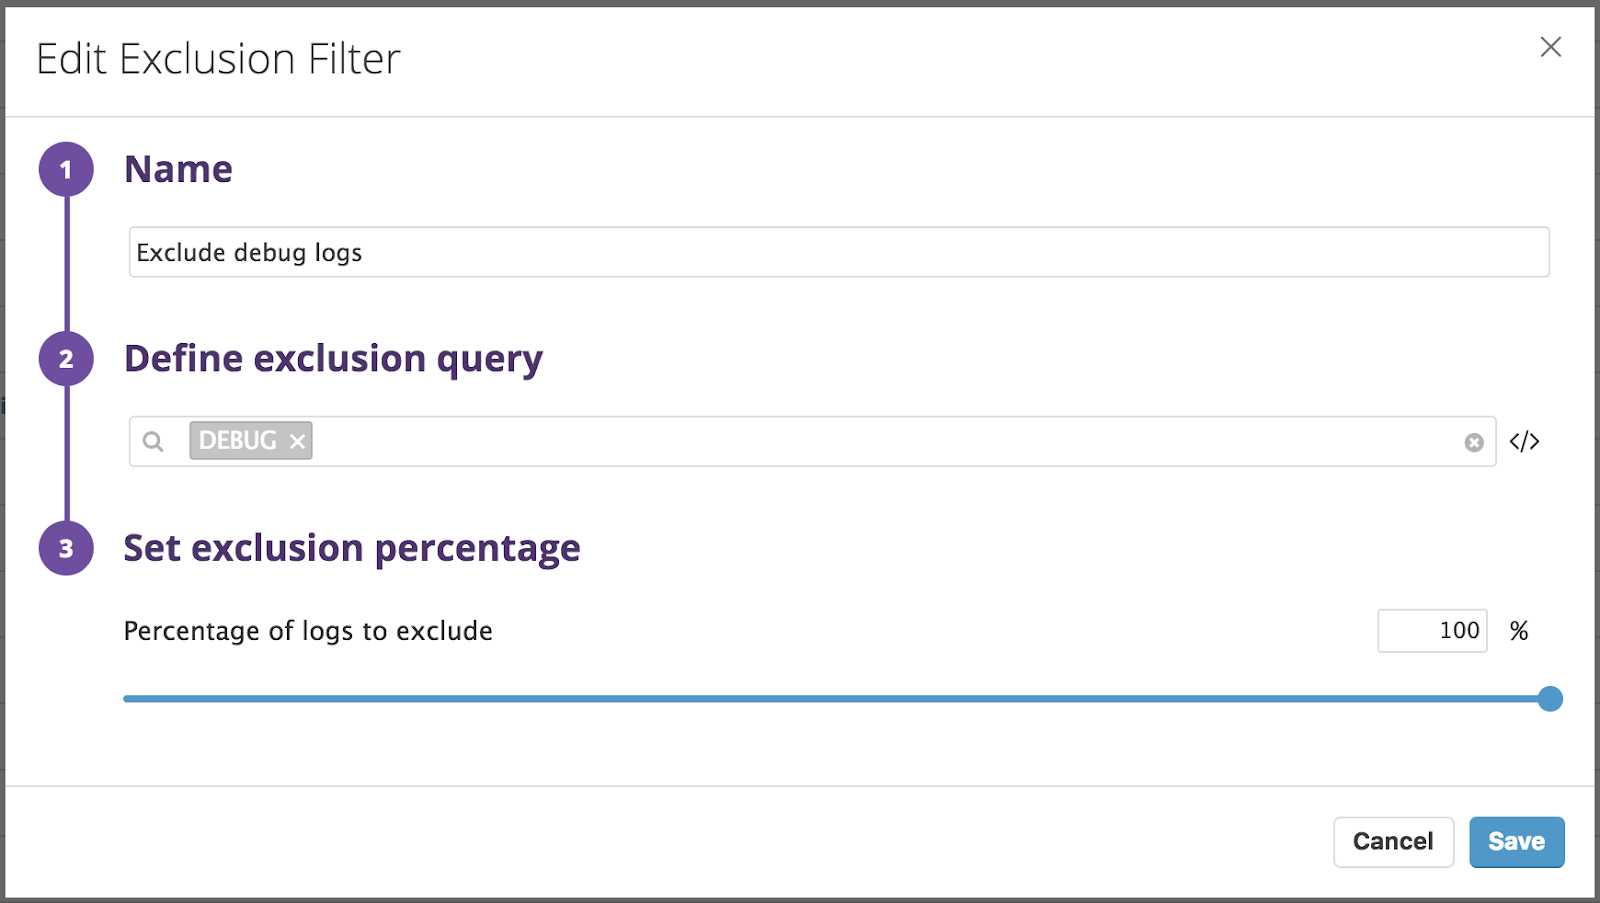 Edit Exclusion Filter
1 Name
Exclude debug logs
2 Define exclusion query
DEBUG
</>
3 Set exclusion percentage
Percentage of logs to exclude 100 %
Cancel Save